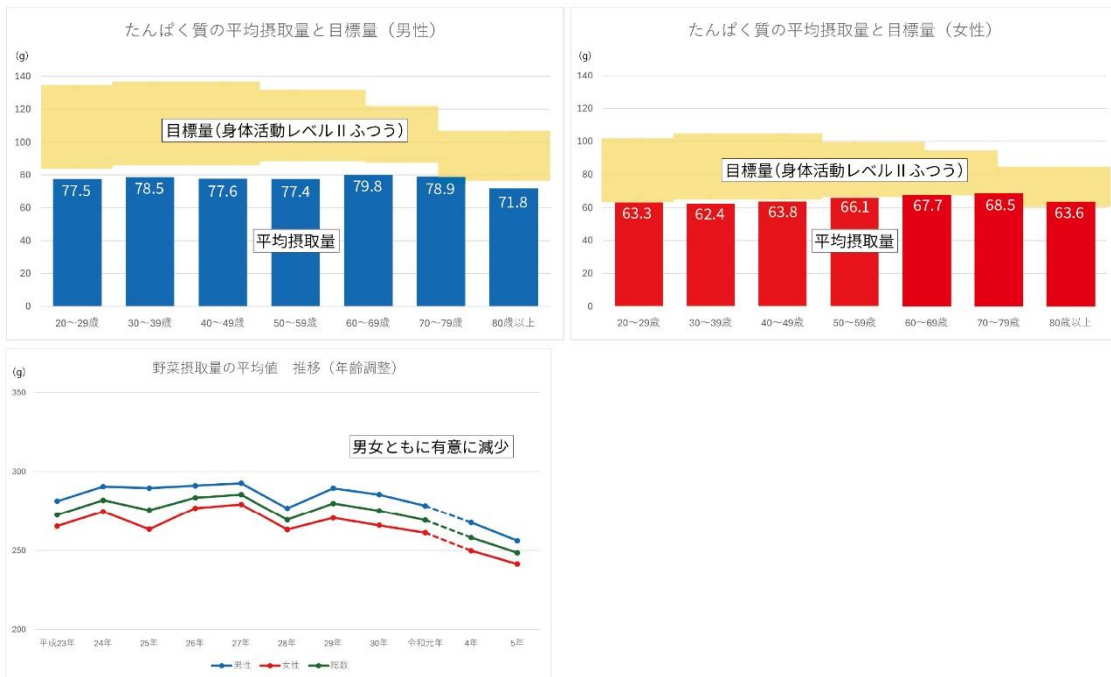 たんぱく質の平均摂取量と目標量（男性）
(g)
140
120
100
80
60
40
20
0
目標量(身体活動レベルⅡふつう)
77.5 78.5 77.6 77.4 79.8 78.9 71.8
平均摂取量
20～29歳 30～39歳 40～49歳 50～59歳 60～69歳 70～79歳 80歳以上
たんぱく質の平均摂取量と目標量（女性）
(g)
140
120
100
80
60
40
20
0
目標量(身体活動レベルⅡふつう)
63.3 62.4 63.8 66.1 67.7 68.5 63.6
平均摂取量
20～29歳 30～39歳 40～49歳 50～59歳 60～69歳 70～79歳 80歳以上
野菜摂取量の平均値　推移（年齢調整）
(g)
350
300
250
200
男女ともに有意に減少
平成23年 24年 25年 26年 27年 28年 29年 30年 令和元年 4年 5年
男性 女性 総数